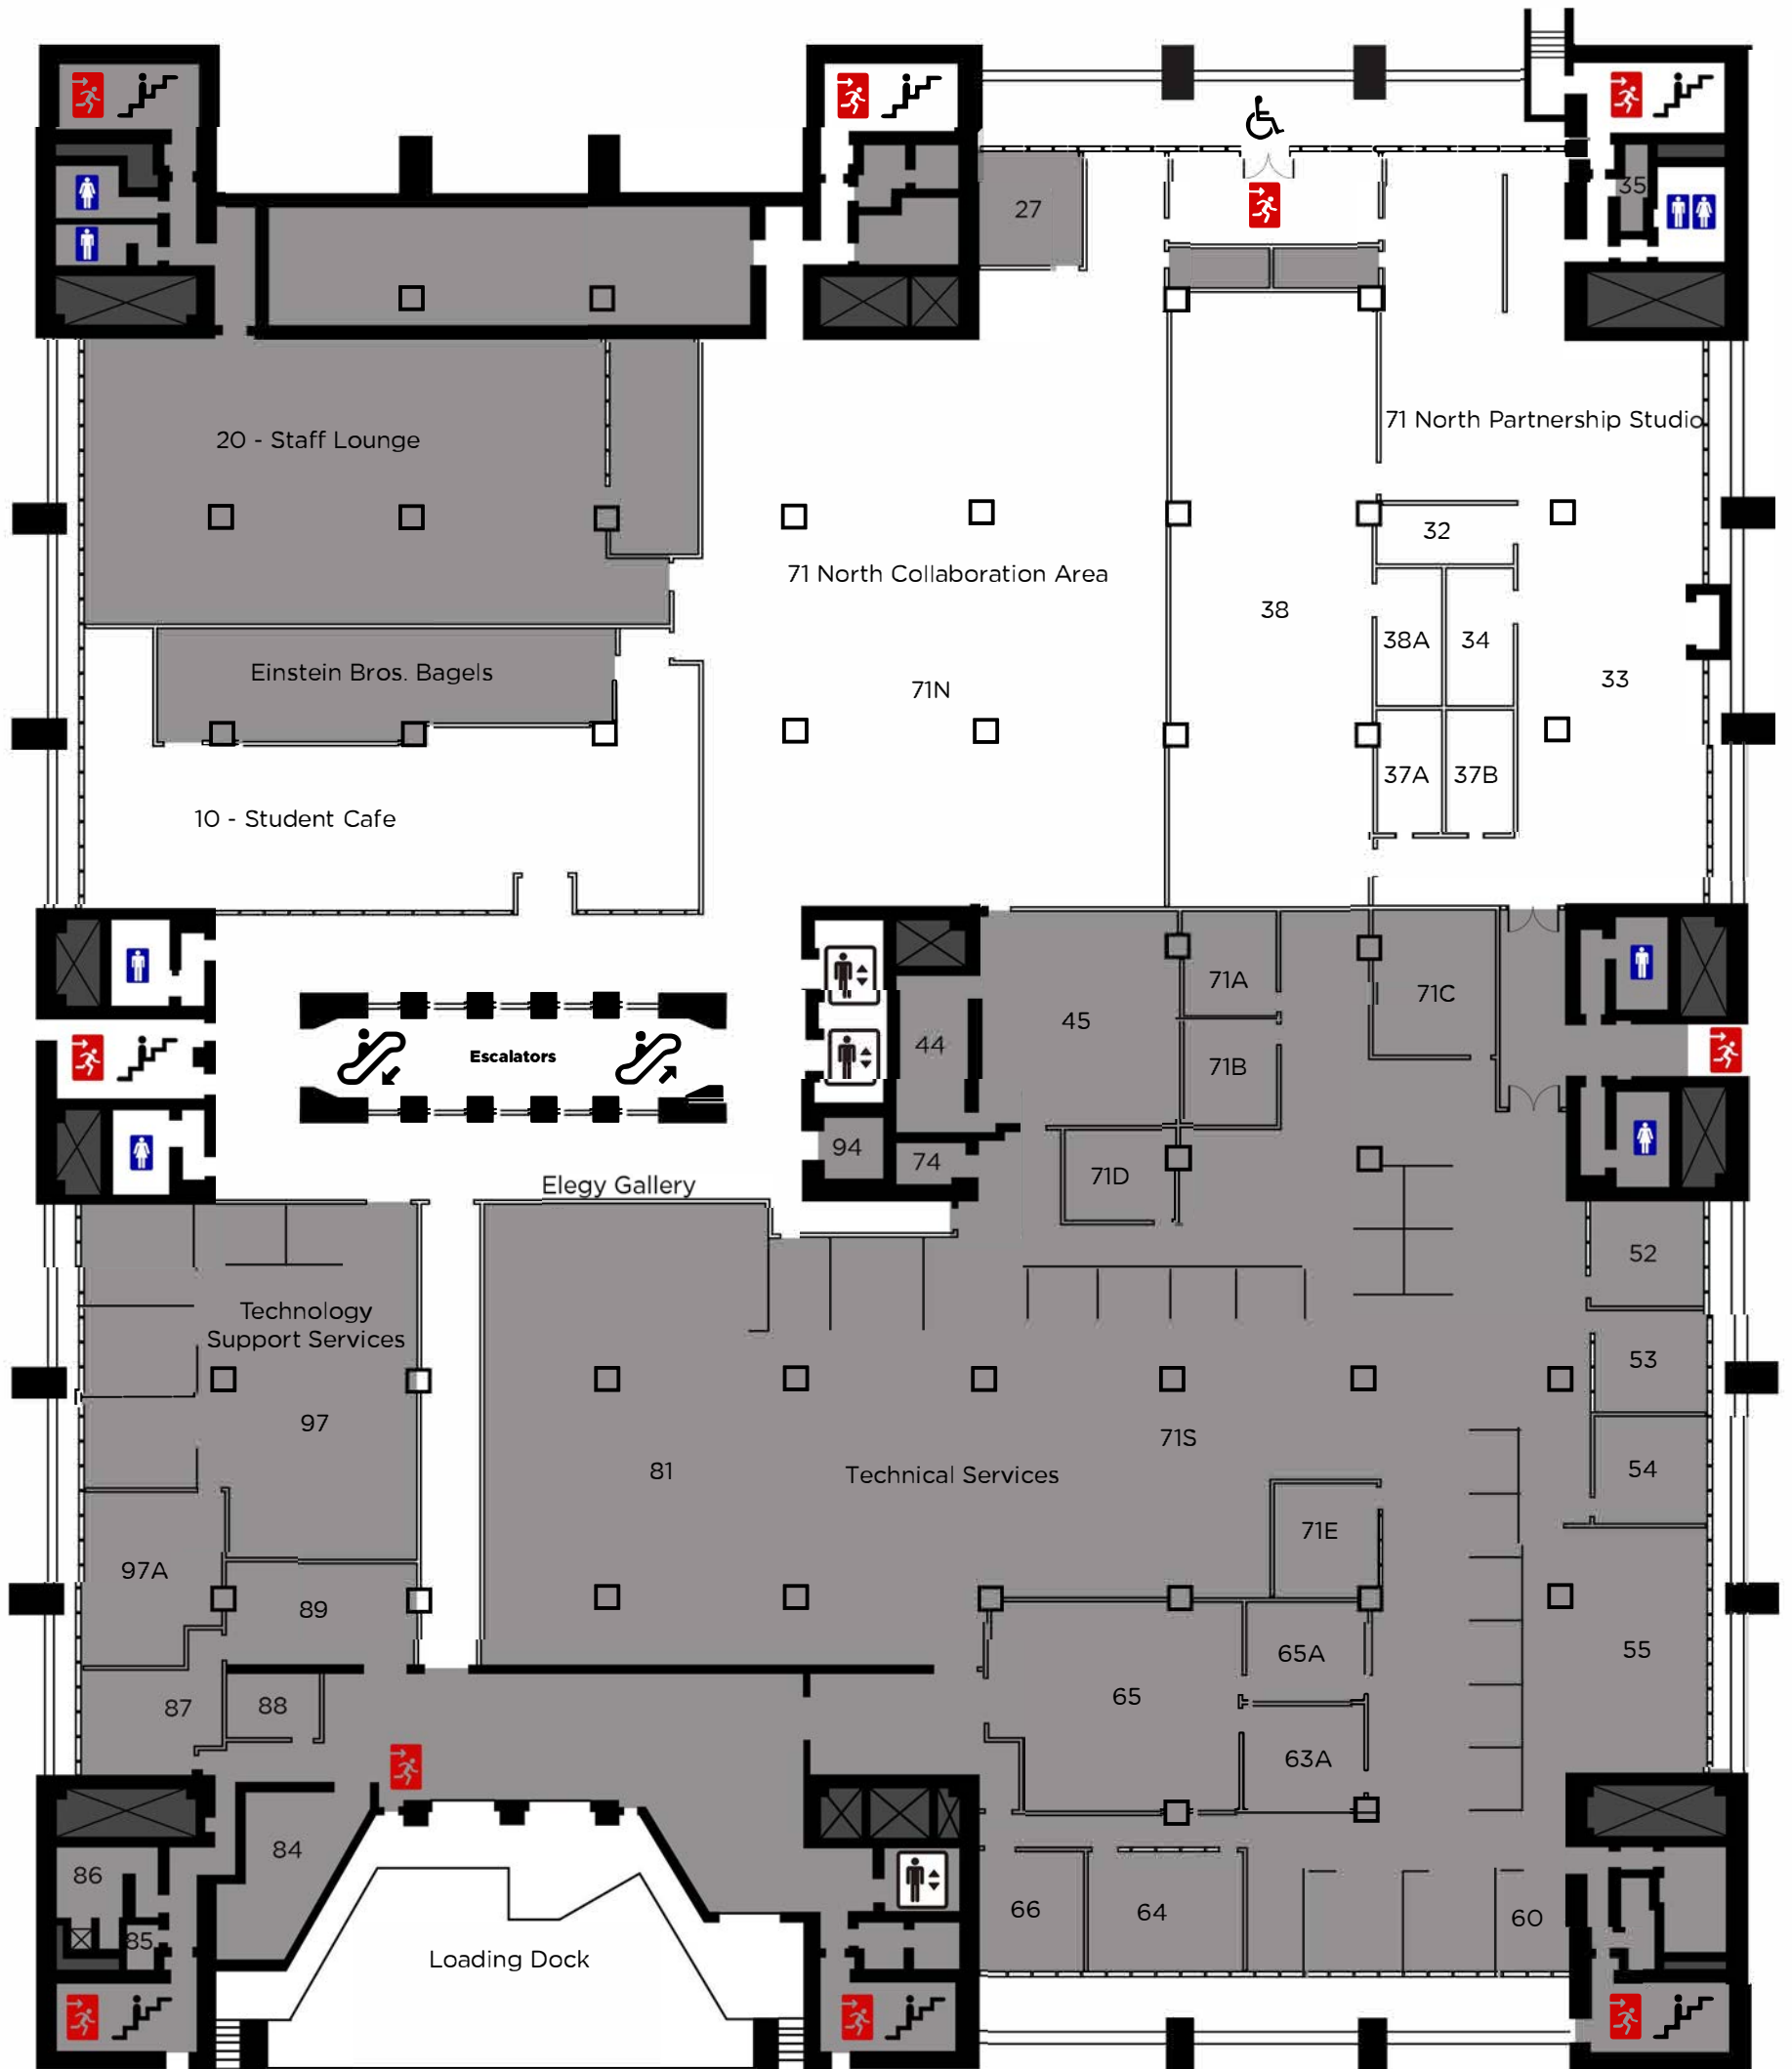 35
27
71 North Partnership Studio
20 - Staff Lounge
32
71 North Collaboration Area
38
38A
34
Einstein Bros. Bagels
33
71N
37A
37B
10 - Student Cafe
71A
71C
45
44
Escalators
71B
94
74
71D
Elegy Gallery
52
Technology
Support Services
53
97
71S
81
Technical Services
54
71E
97A
89
65A
55
65
87
88
63A
84
86
66
64
60
85
Loading Dock